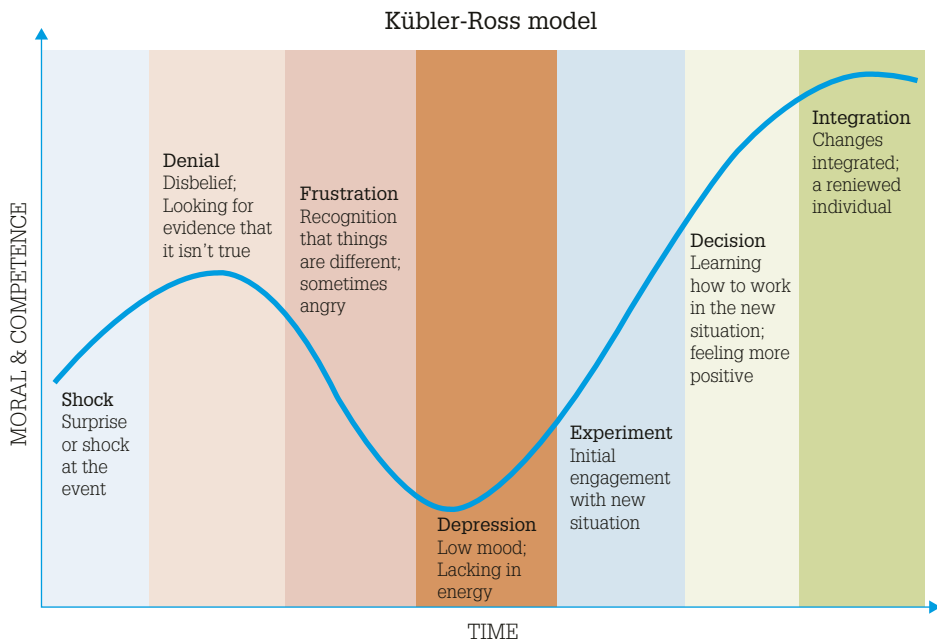 Kübler-Ross model
MORAL & COMPETENCE
Shock
Surprise
or shock
at the
event
Denial
Disbelief;
Looking for
evidence that
it isn't true
Frustration
Recognition
that things
are different;
sometimes
angry
Depression
Low mood;
Lacking in
energy
Experiment
Initial
engagement
with new
situation
Decision
Learning
how to work
in the new
situation;
feeling more
positive
Integration
Changes
integrated;
a reniewed
individual
TIME